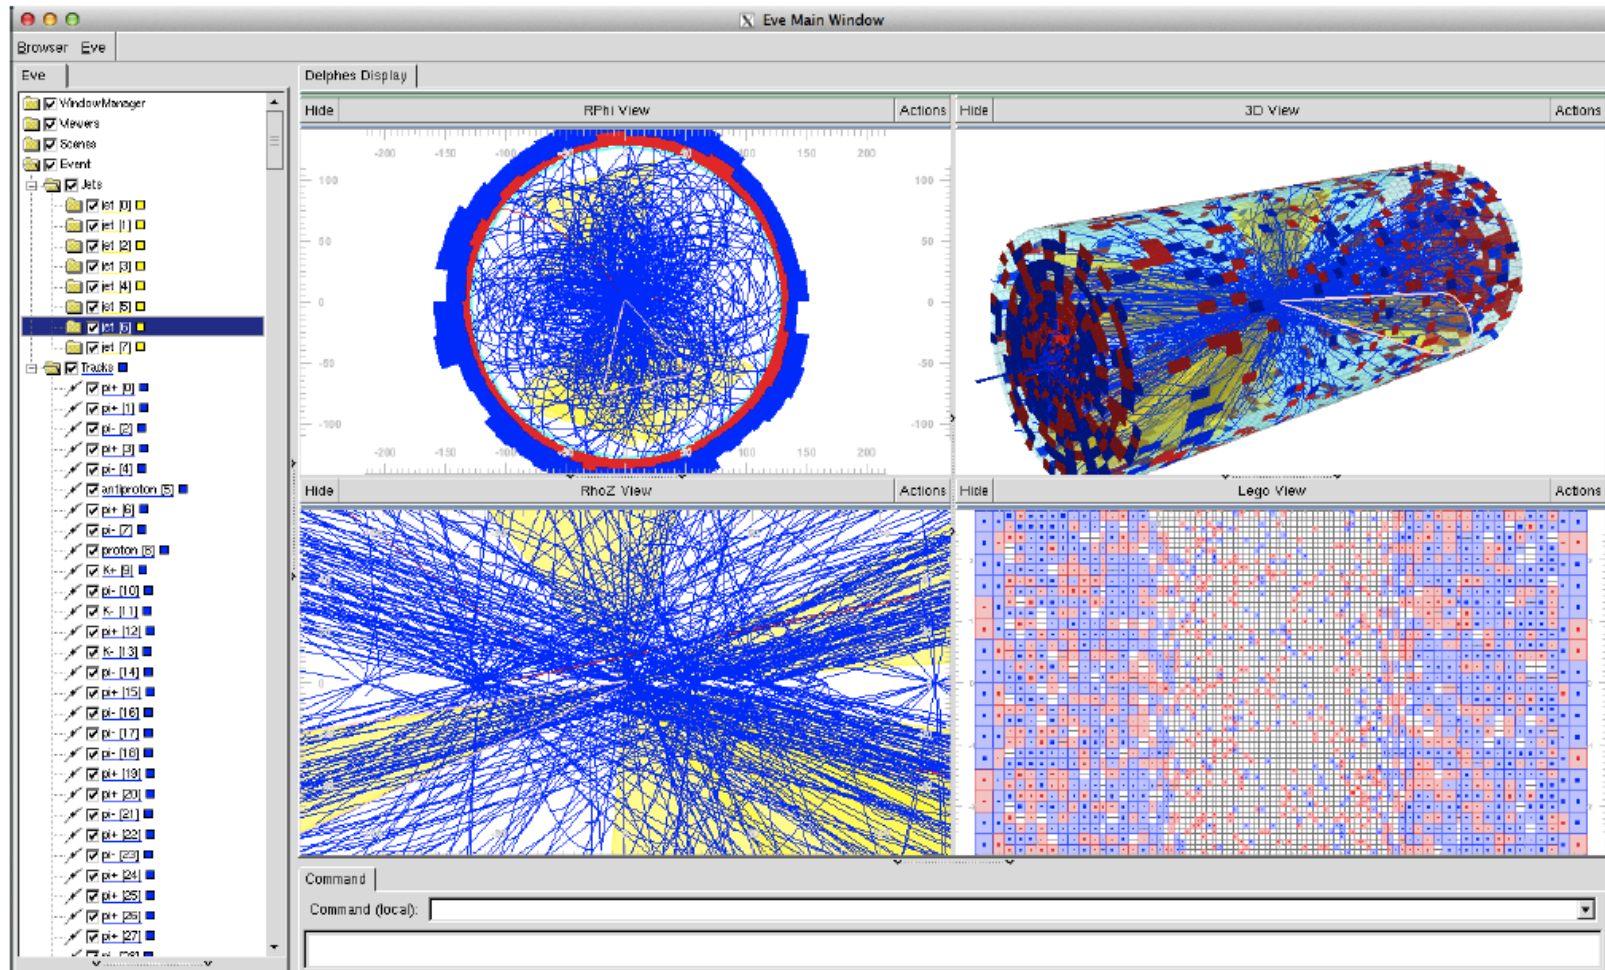 Eve Main Window
Browser Eve
Eve
WindowManager
Viewers
Scenes
Event
Jets
jet [0]
jet [1]
jet [2]
jet [3]
jet [4]
jet [5]
jet [6]
jet [7]
Tracks
pi+ [0]
pi+ [1]
pi- [2]
pi+ [3]
pi- [4]
antiproton [5]
pi+ [6]
pi- [7]
proton [8]
K+ [9]
pi- [10]
K- [11]
pi+ [12]
K- [13]
pi- [14]
pi+ [15]
pi- [16]
pi- [17]
pi- [18]
pi+ [19]
pi+ [20]
pi- [21]
pi+ [22]
pi- [23]
pi+ [24]
pi+ [25]
pi+ [26]
pi+ [27]
Delphes Display
Hide RPhi View Actions
-200 -150 -100 100 150 200
100
50
0
-50
-100
100
50
0
-50
-100
-200 -150 -100 -50 0 50 100 150 200
Hide 3D View Actions
Hide RhoZ View Actions
Hide Lego View Actions
Command
Command (local):